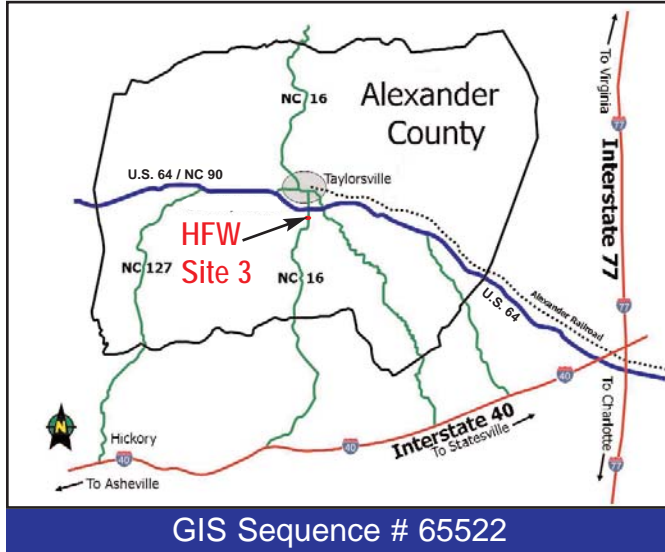 To Virginia
77
NC 16
Alexander
County
Interstate 77
U.S. 64 / NC 90
Taylorsville
HFW
Site 3
NC 127
NC 16
U.S. 64
Alexander Railroad
77
40
To Charlotte
N
Hickory
40
40
Interstate 40
To Statesville
77
To Asheville
GIS Sequence # 65522